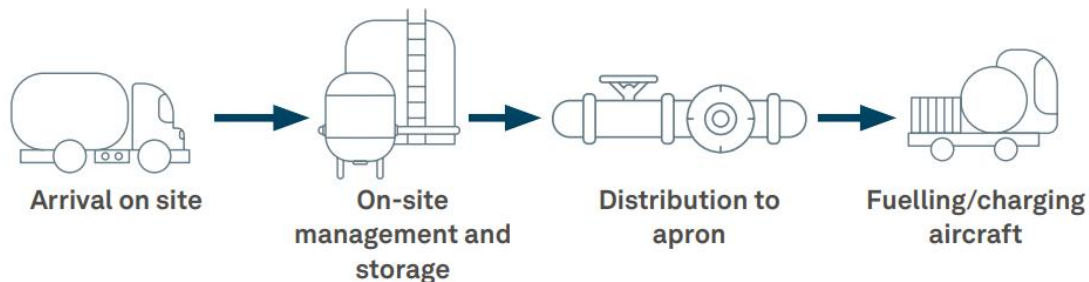 Arrival on site
On-site
management and
storage
Distribution to
apron
Fuelling/charging
aircraft